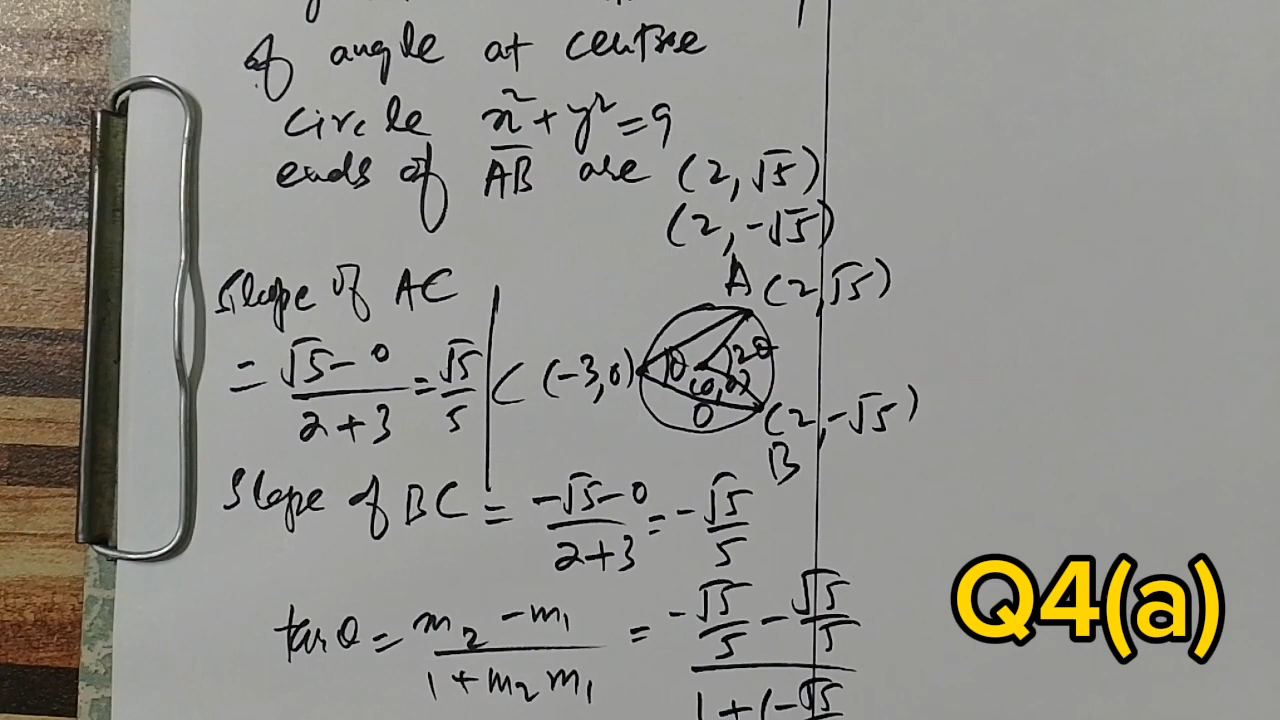 of angle at centre
circle x²+y²=9
ends of AB are (2,√5)
(2,-√5)
Slope of AC
= √5-0/2+3 = √5/5
A (2,√5)
C (-3,0)
θ
2θ
(0,0)
0
(2,-√5)
B
Slope of BC = -√5-0/2+3 = -√5/5
tanθ = m₂-m₁/1+m₂m₁ = -√5/5 - √5/5 / 1+(-√5
Q4(a)